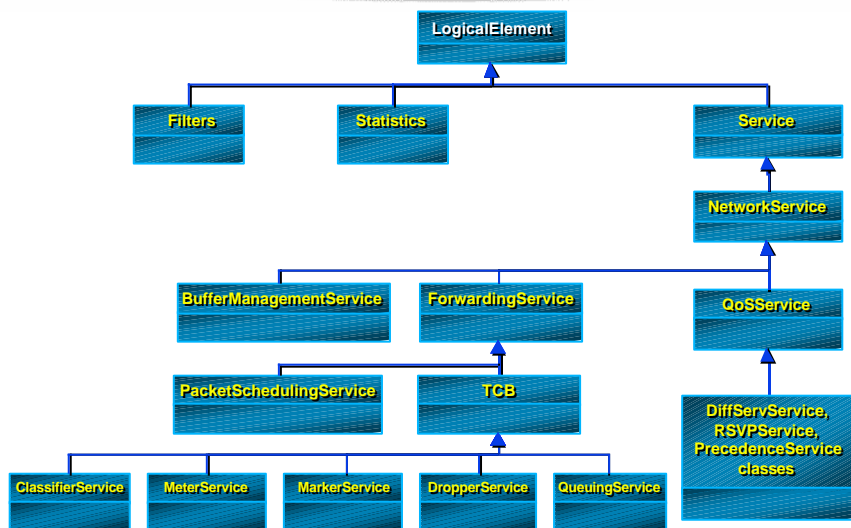 LogicalElement
Filters
Statistics
Service
NetworkService
BufferManagementService
ForwardingService
QoSService
PacketSchedulingService
TCB
DiffServService,
RSVPService,
PrecedenceService
classes
ClassifierService
MeterService
MarkerService
DropperService
QueuingService